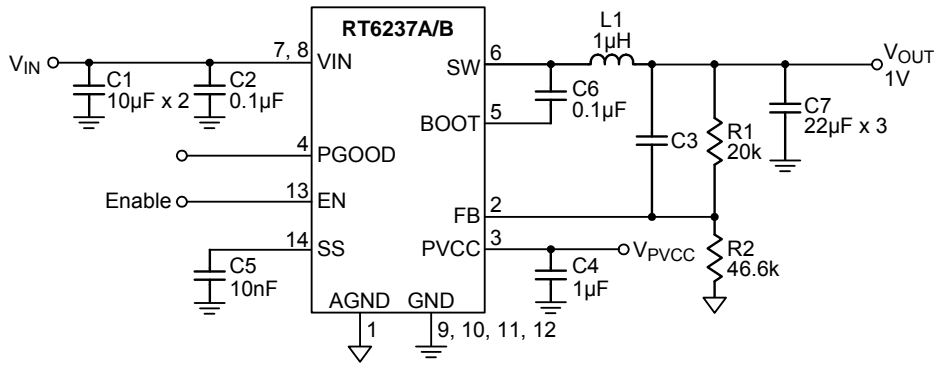 RT6237A/B
VIN
7, 8
VIN
C1
10µF x 2
C2
0.1µF
4
PGOOD
Enable
13
EN
14
SS
C5
10nF
AGND
GND
1
9, 10, 11, 12
SW
6
L1
1µH
C6
0.1µF
BOOT
5
VOUT
1V
C3
R1
20k
C7
22µF x 3
FB
2
PVCC
3
C4
1µF
VPVCC
R2
46.6k